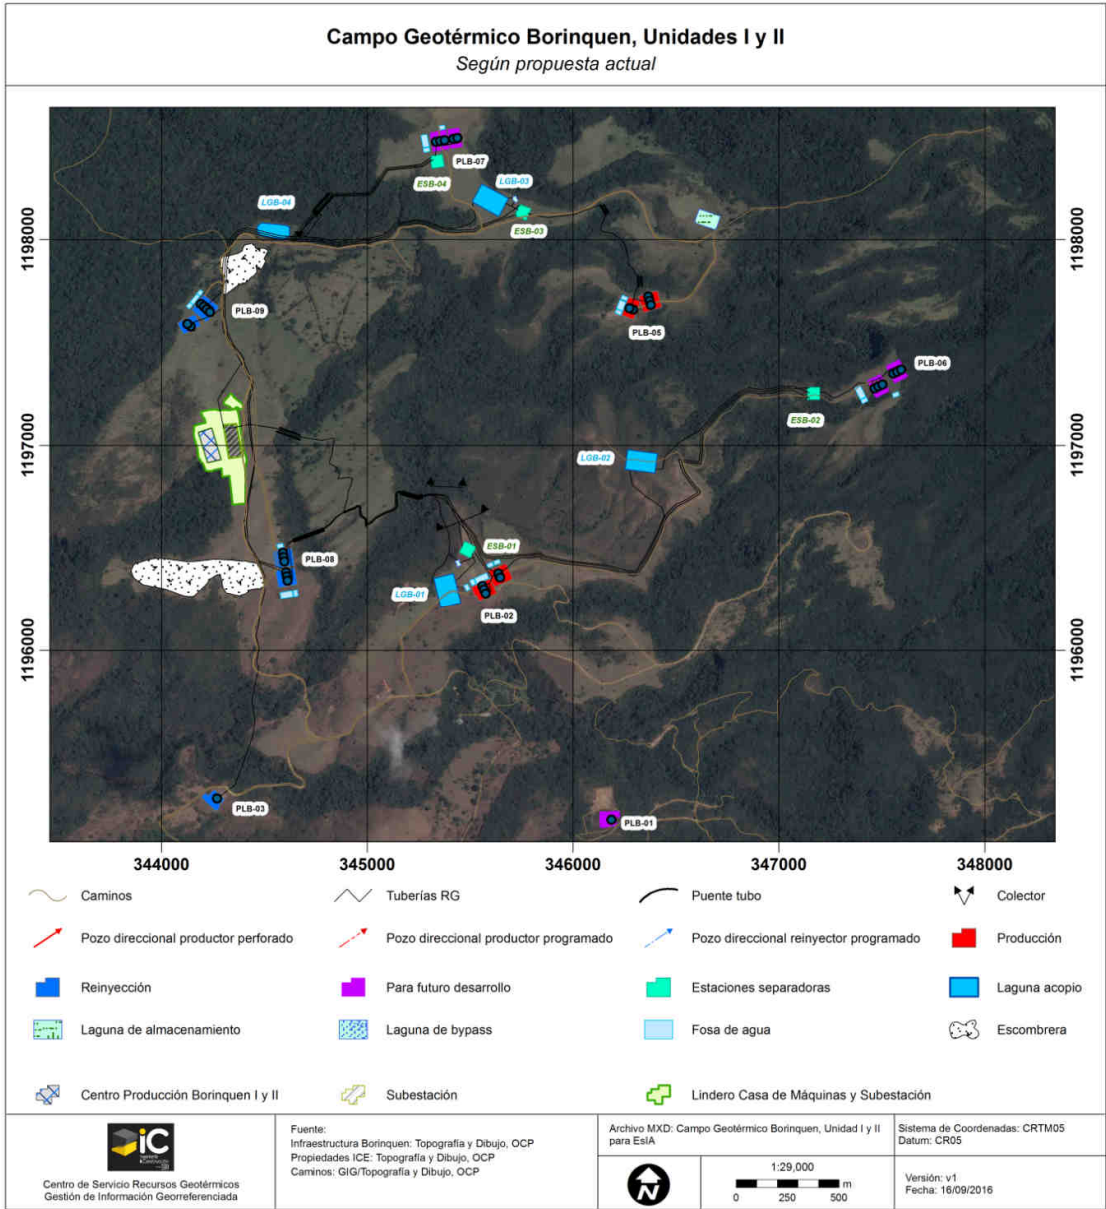 Campo Geotérmico Borinquen, Unidades I y II
Según propuesta actual
PLB-07
ESB-04
LGB-03
LGB-04
ESB-03
1198000
1198000
PLB-09
PLB-05
PLB-06
ESB-02
1197000
1197000
LGB-02
ESB-01
PLB-08
LGB-01
PLB-02
1196000
1196000
PLB-03
PLB-01
344000
345000
346000
347000
348000
Caminos
Tuberías RG
Puente tubo
Colector
Pozo direccional productor perforado
Pozo direccional productor programado
Pozo direccional reinyector programado
Producción
Reinyección
Para futuro desarrollo
Estaciones separadoras
Laguna acopio
Laguna de almacenamiento
Laguna de bypass
Fosa de agua
Escombrera
Centro Producción Borinquen I y II
Subestación
Lindero Casa de Máquinas y Subestación
iC
Centro de Servicio Recursos Geotérmicos
Gestión de Información Georreferenciada
Fuente:
Infraestructura Borinquen: Topografía y Dibujo, OCP
Propiedades ICE: Topografía y Dibujo, OCP
Caminos: GIG/Topografía y Dibujo, OCP
Archivo MXD: Campo Geotérmico Borinquen, Unidad I y II
para EsIA
N
1:29,000
m
0 250 500
Sistema de Coordenadas: CRTM05
Datum: CR05
Versión: v1
Fecha: 16/09/2016